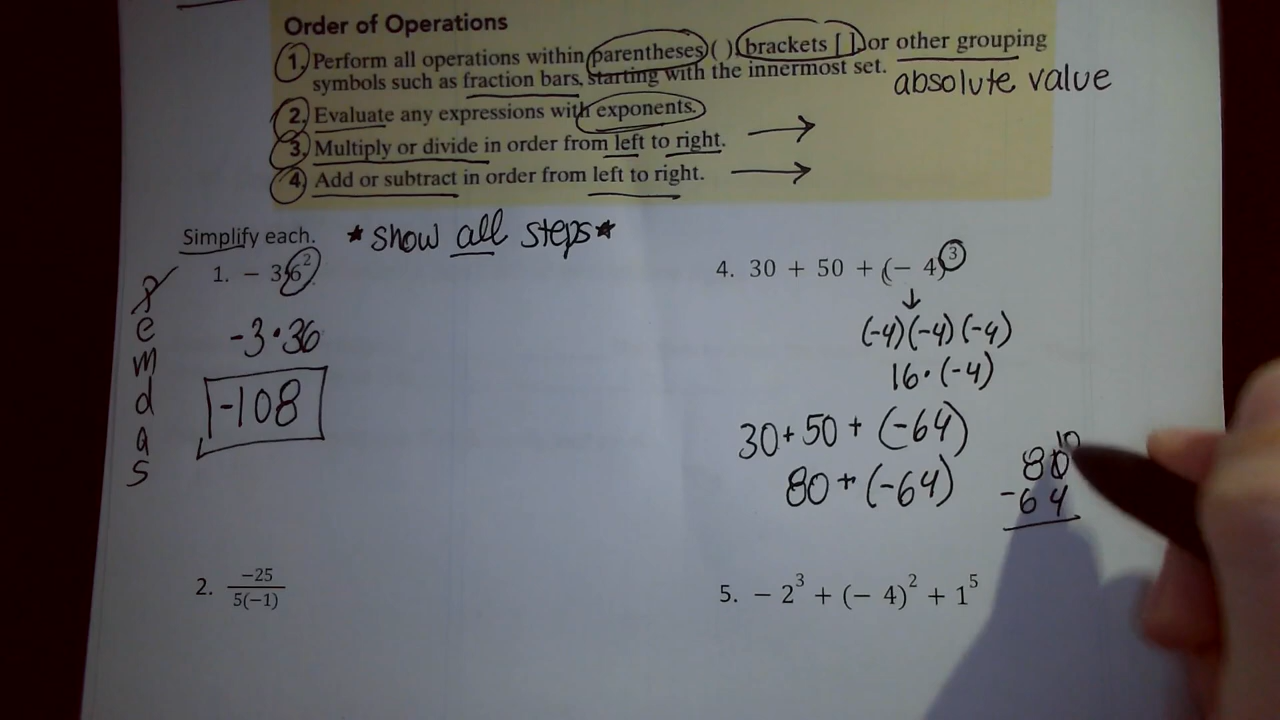 Order of Operations
1. Perform all operations within parentheses ( ), brackets [ ], or other grouping
symbols such as fraction bars, starting with the innermost set.
absolute value
2. Evaluate any expressions with exponents.
3. Multiply or divide in order from left to right. →
4. Add or subtract in order from left to right. →
Simplify each. *show all steps*
p
e
m
d
a
s
1. − 3·6²
-3·36
-108
2. −25
5(−1)
4. 30 + 50 + (− 4)³
↓
(-4)(-4)(-4)
16·(-4)
30+50+(-64)
80+(-64)
10
80
-64
5. − 2³ + (− 4)² + 1⁵